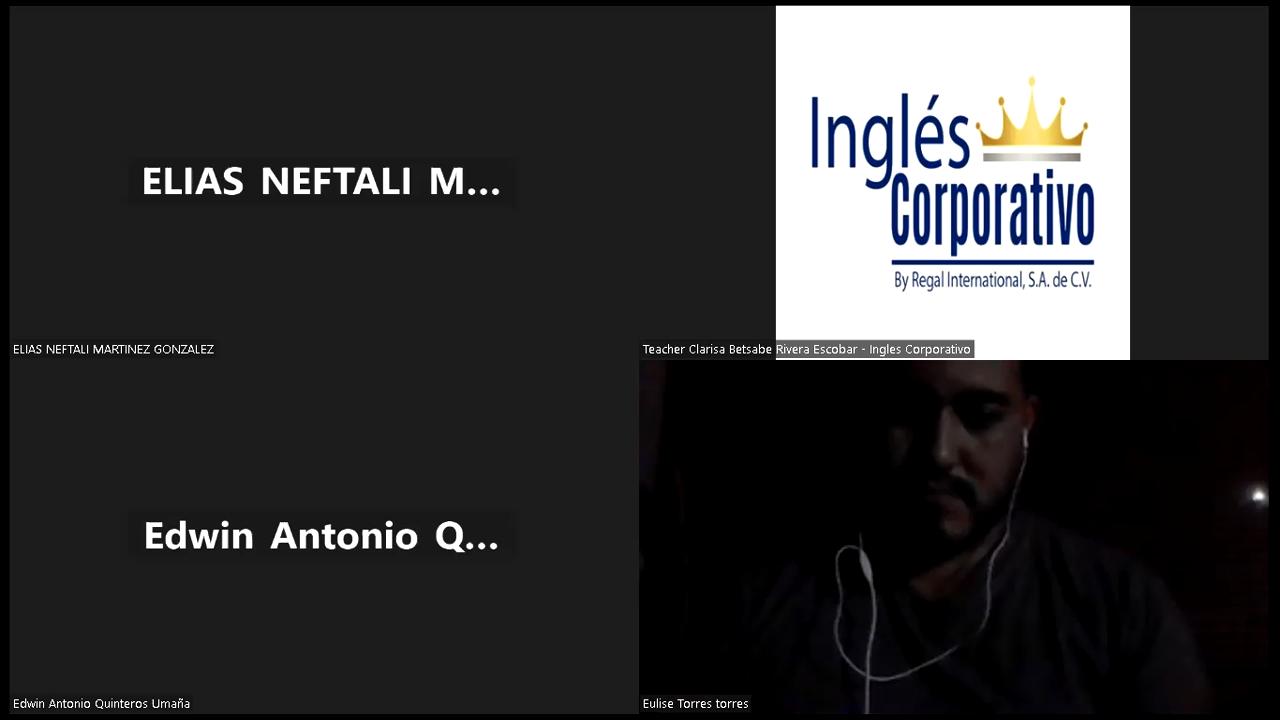 ELIAS NEFTALI M...
Inglés
Corporativo
By Regal International, S.A. de C.V.
ELIAS NEFTALI MARTINEZ GONZALEZ
Teacher Clarisa Betsabe Rivera Escobar - Ingles Corporativo
Edwin Antonio Q...
Edwin Antonio Quinteros Umaña
Eulise Torres torres